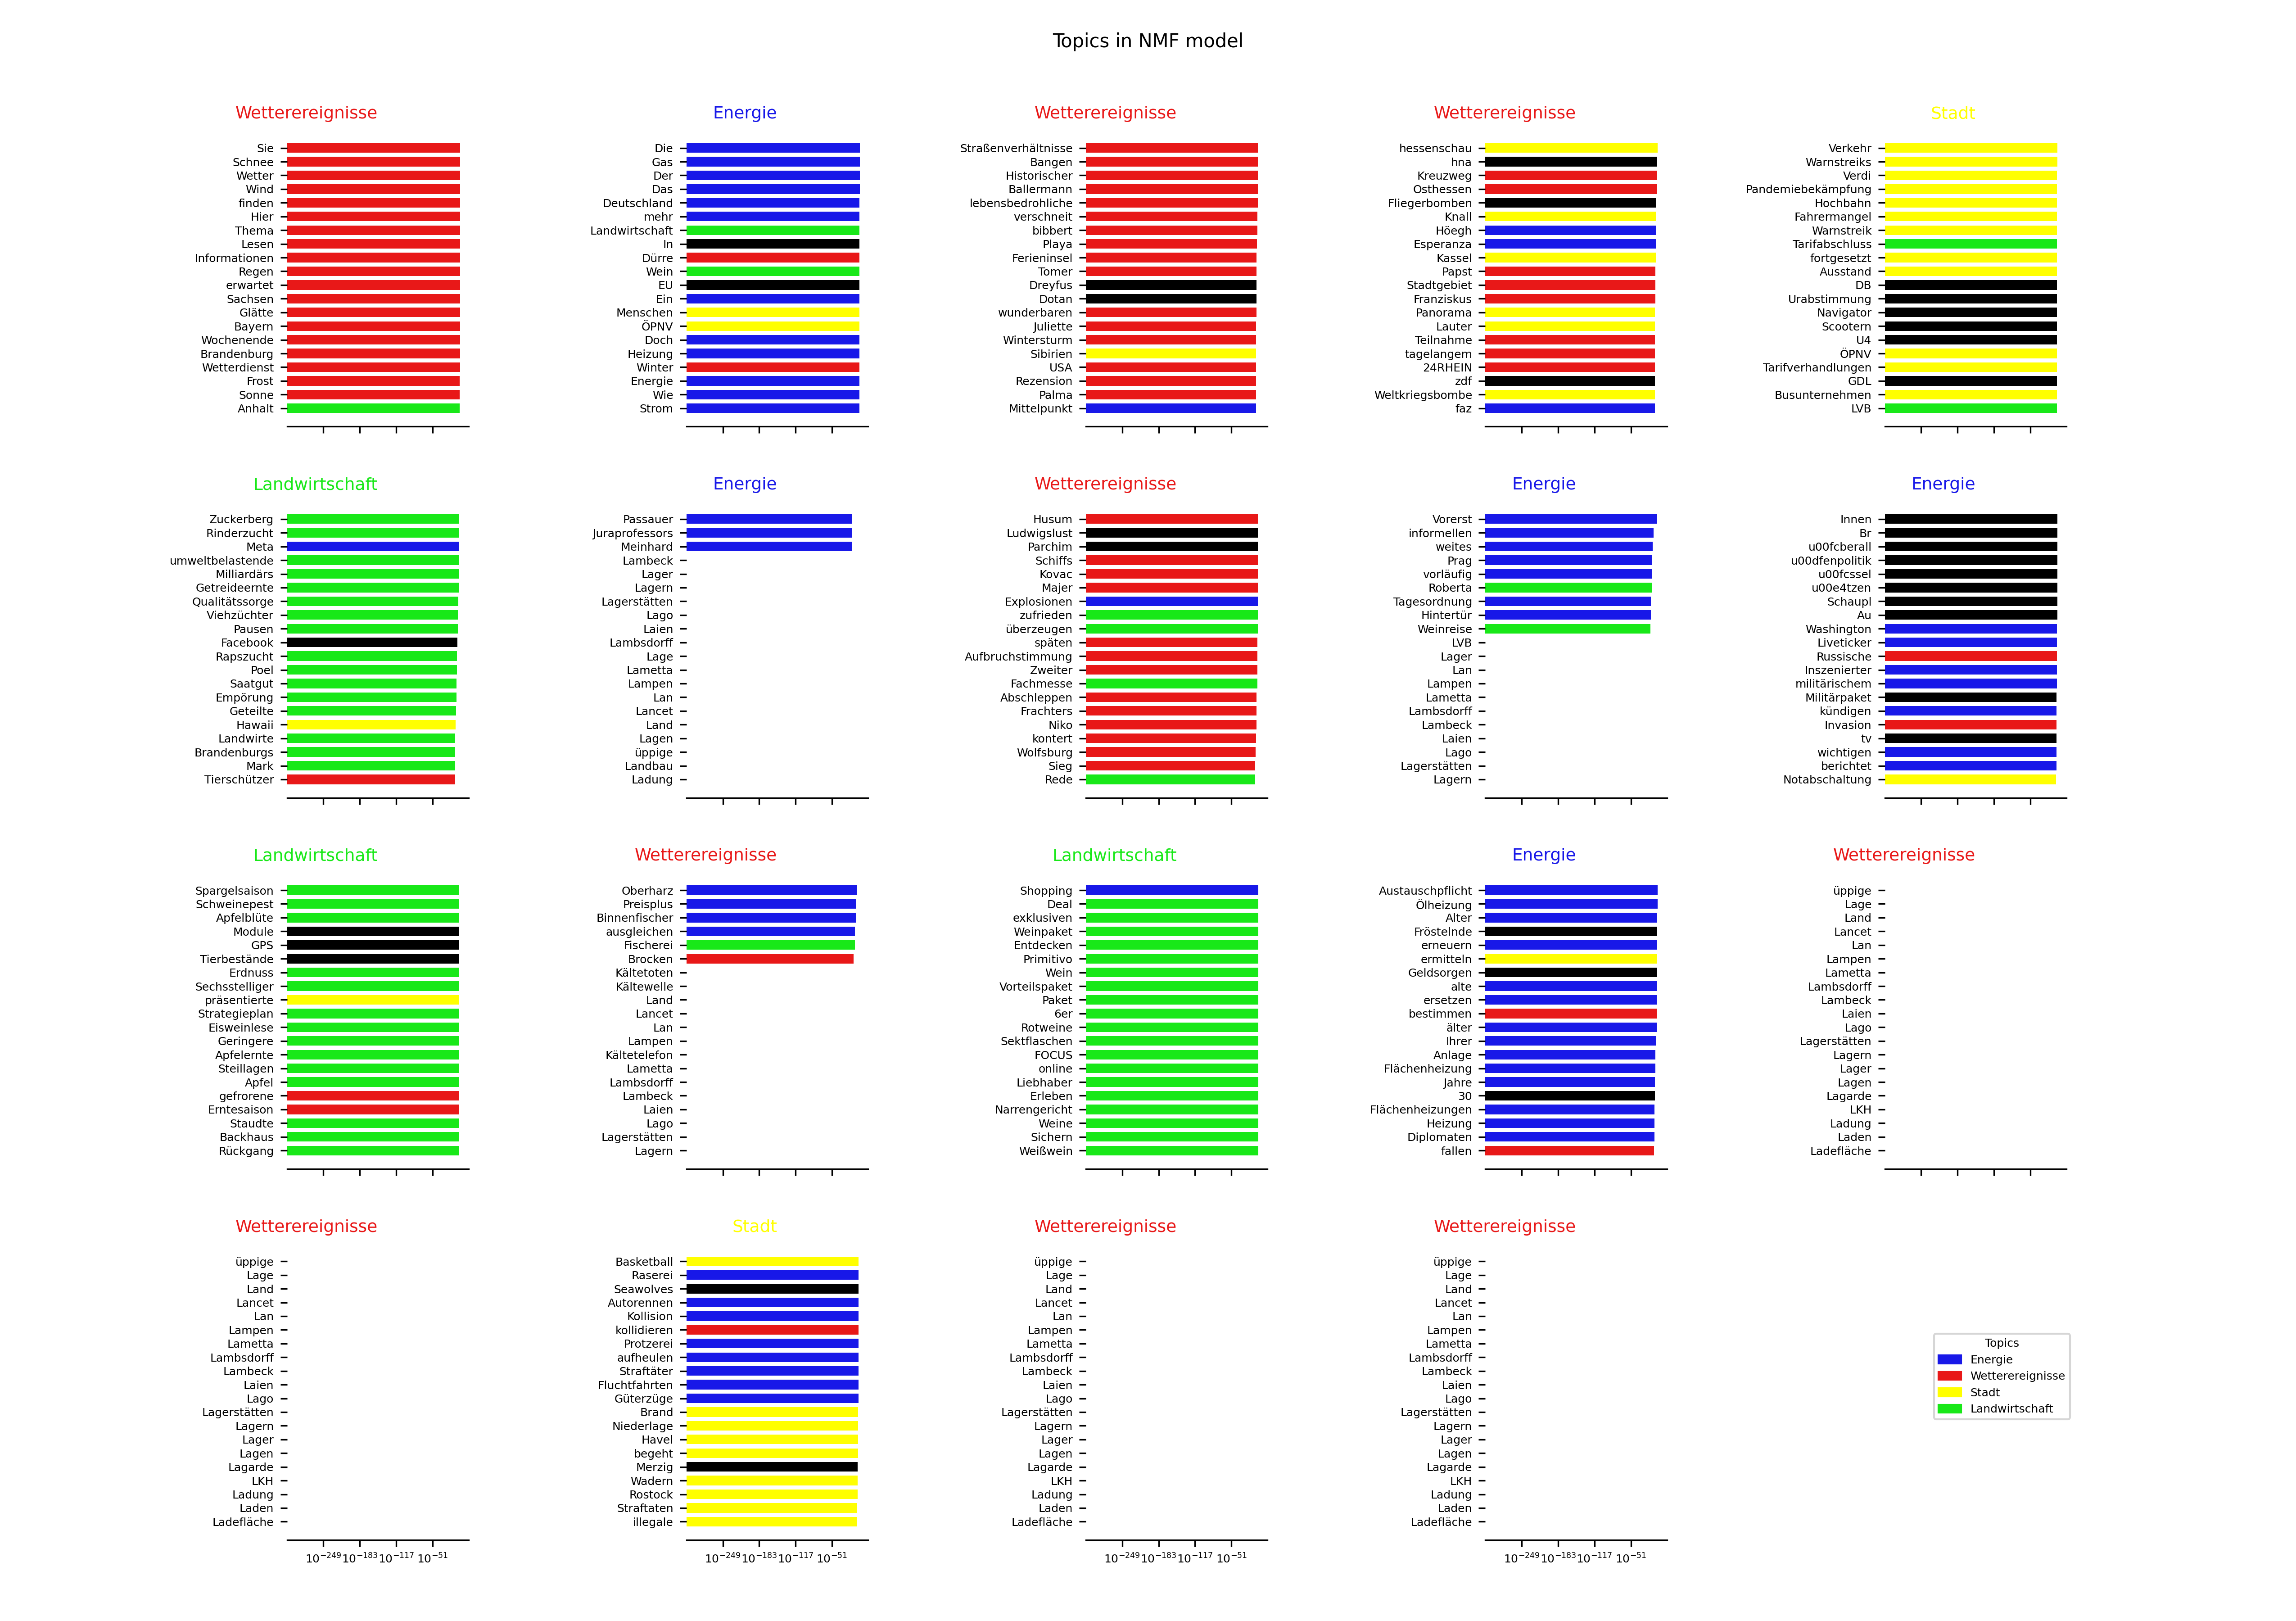 Topics in NMF model
Wetterereignisse
Sie
Schnee
Wetter
Wind
finden
Hier
Thema
Lesen
Informationen
Regen
erwartet
Sachsen
Glätte
Bayern
Wochenende
Brandenburg
Wetterdienst
Frost
Sonne
Anhalt
Energie
Die
Gas
Der
Das
Deutschland
mehr
Landwirtschaft
In
Dürre
Wein
EU
Ein
Menschen
ÖPNV
Doch
Heizung
Winter
Energie
Wie
Strom
Wetterereignisse
Straßenverhältnisse
Bangen
Historischer
Ballermann
lebensbedrohliche
verschneit
bibbert
Playa
Ferieninsel
Tomer
Dreyfus
Dotan
wunderbaren
Juliette
Wintersturm
Sibirien
USA
Rezension
Palma
Mittelpunkt
Wetterereignisse
hessenschau
hna
Kreuzweg
Osthessen
Fliegerbomben
Knall
Höegh
Esperanza
Kassel
Papst
Stadtgebiet
Franziskus
Panorama
Lauter
Teilnahme
tagelangem
24RHEIN
zdf
Weltkriegsbombe
faz
Stadt
Verkehr
Warnstreiks
Verdi
Pandemiebekämpfung
Hochbahn
Fahrermangel
Warnstreik
Tarifabschluss
fortgesetzt
Ausstand
DB
Urabstimmung
Navigator
Scootern
U4
ÖPNV
Tarifverhandlungen
GDL
Busunternehmen
LVB
Landwirtschaft
Zuckerberg
Rinderzucht
Meta
umweltbelastende
Milliardärs
Getreideernte
Qualitätssorge
Viehzüchter
Pausen
Facebook
Rapszucht
Poel
Saatgut
Empörung
Geteilte
Hawaii
Landwirte
Brandenburgs
Mark
Tierschützer
Energie
Passauer
Juraprofessors
Meinhard
Lambeck
Lager
Lagern
Lagerstätten
Lago
Laien
Lambsdorff
Lage
Lametta
Lampen
Lan
Lancet
Land
Lagen
üppige
Landbau
Ladung
Wetterereignisse
Husum
Ludwigslust
Parchim
Schiffs
Kovac
Majer
Explosionen
zufrieden
überzeugen
späten
Aufbruchstimmung
Zweiter
Fachmesse
Abschleppen
Frachters
Niko
kontert
Wolfsburg
Sieg
Rede
Energie
Vorerst
informellen
weites
Prag
vorläufig
Roberta
Tagesordnung
Hintertür
Weinreise
LVB
Lager
Lan
Lampen
Lametta
Lambsdorff
Lambeck
Laien
Lago
Lagerstätten
Lagern
Energie
Innen
Br
u00fcberall
u00dfenpolitik
u00fcssel
u00e4tzen
Schaupl
Au
Washington
Liveticker
Russische
Inszenierter
militärischem
Militärpaket
kündigen
Invasion
tv
wichtigen
berichtet
Notabschaltung
Landwirtschaft
Spargelsaison
Schweinepest
Apfelblüte
Module
GPS
Tierbestände
Erdnuss
Sechsstelliger
präsentierte
Strategieplan
Eisweinlese
Geringere
Apfelernte
Steillagen
Apfel
gefrorene
Erntesaison
Staudte
Backhaus
Rückgang
Wetterereignisse
Oberharz
Preisplus
Binnenfischer
ausgleichen
Fischerei
Brocken
Kältetoten
Kältewelle
Land
Lancet
Lan
Lampen
Kältetelefon
Lametta
Lambsdorff
Lambeck
Laien
Lago
Lagerstätten
Lagern
Landwirtschaft
Shopping
Deal
exklusiven
Weinpaket
Entdecken
Primitivo
Wein
Vorteilspaket
Paket
6er
Rotweine
Sektflaschen
FOCUS
online
Liebhaber
Erleben
Narrengericht
Weine
Sichern
Weißwein
Energie
Austauschpflicht
Ölheizung
Alter
Fröstelnde
erneuern
ermitteln
Geldsorgen
alte
ersetzen
bestimmen
älter
Ihrer
Anlage
Flächenheizung
Jahre
30
Flächenheizungen
Heizung
Diplomaten
fallen
Wetterereignisse
üppige
Lage
Land
Lancet
Lan
Lampen
Lametta
Lambsdorff
Lambeck
Laien
Lago
Lagerstätten
Lagern
Lager
Lagen
Lagarde
LKH
Ladung
Laden
Ladefläche
Wetterereignisse
üppige
Lage
Land
Lancet
Lan
Lampen
Lametta
Lambsdorff
Lambeck
Laien
Lago
Lagerstätten
Lagern
Lager
Lagen
Lagarde
LKH
Ladung
Laden
Ladefläche
10⁻²⁴⁹ 10⁻¹⁸³ 10⁻¹¹⁷ 10⁻⁵¹
Stadt
Basketball
Raserei
Seawolves
Autorennen
Kollision
kollidieren
Protzerei
aufheulen
Straftäter
Fluchtfahrten
Güterzüge
Brand
Niederlage
Havel
begeht
Merzig
Wadern
Rostock
Straftaten
illegale
10⁻²⁴⁹ 10⁻¹⁸³ 10⁻¹¹⁷ 10⁻⁵¹
Wetterereignisse
üppige
Lage
Land
Lancet
Lan
Lampen
Lametta
Lambsdorff
Lambeck
Laien
Lago
Lagerstätten
Lagern
Lager
Lagen
Lagarde
LKH
Ladung
Laden
Ladefläche
10⁻²⁴⁹ 10⁻¹⁸³ 10⁻¹¹⁷ 10⁻⁵¹
Wetterereignisse
üppige
Lage
Land
Lancet
Lan
Lampen
Lametta
Lambsdorff
Lambeck
Laien
Lago
Lagerstätten
Lagern
Lager
Lagen
Lagarde
LKH
Ladung
Laden
Ladefläche
10⁻²⁴⁹ 10⁻¹⁸³ 10⁻¹¹⁷ 10⁻⁵¹
Topics
Energie
Wetterereignisse
Stadt
Landwirtschaft